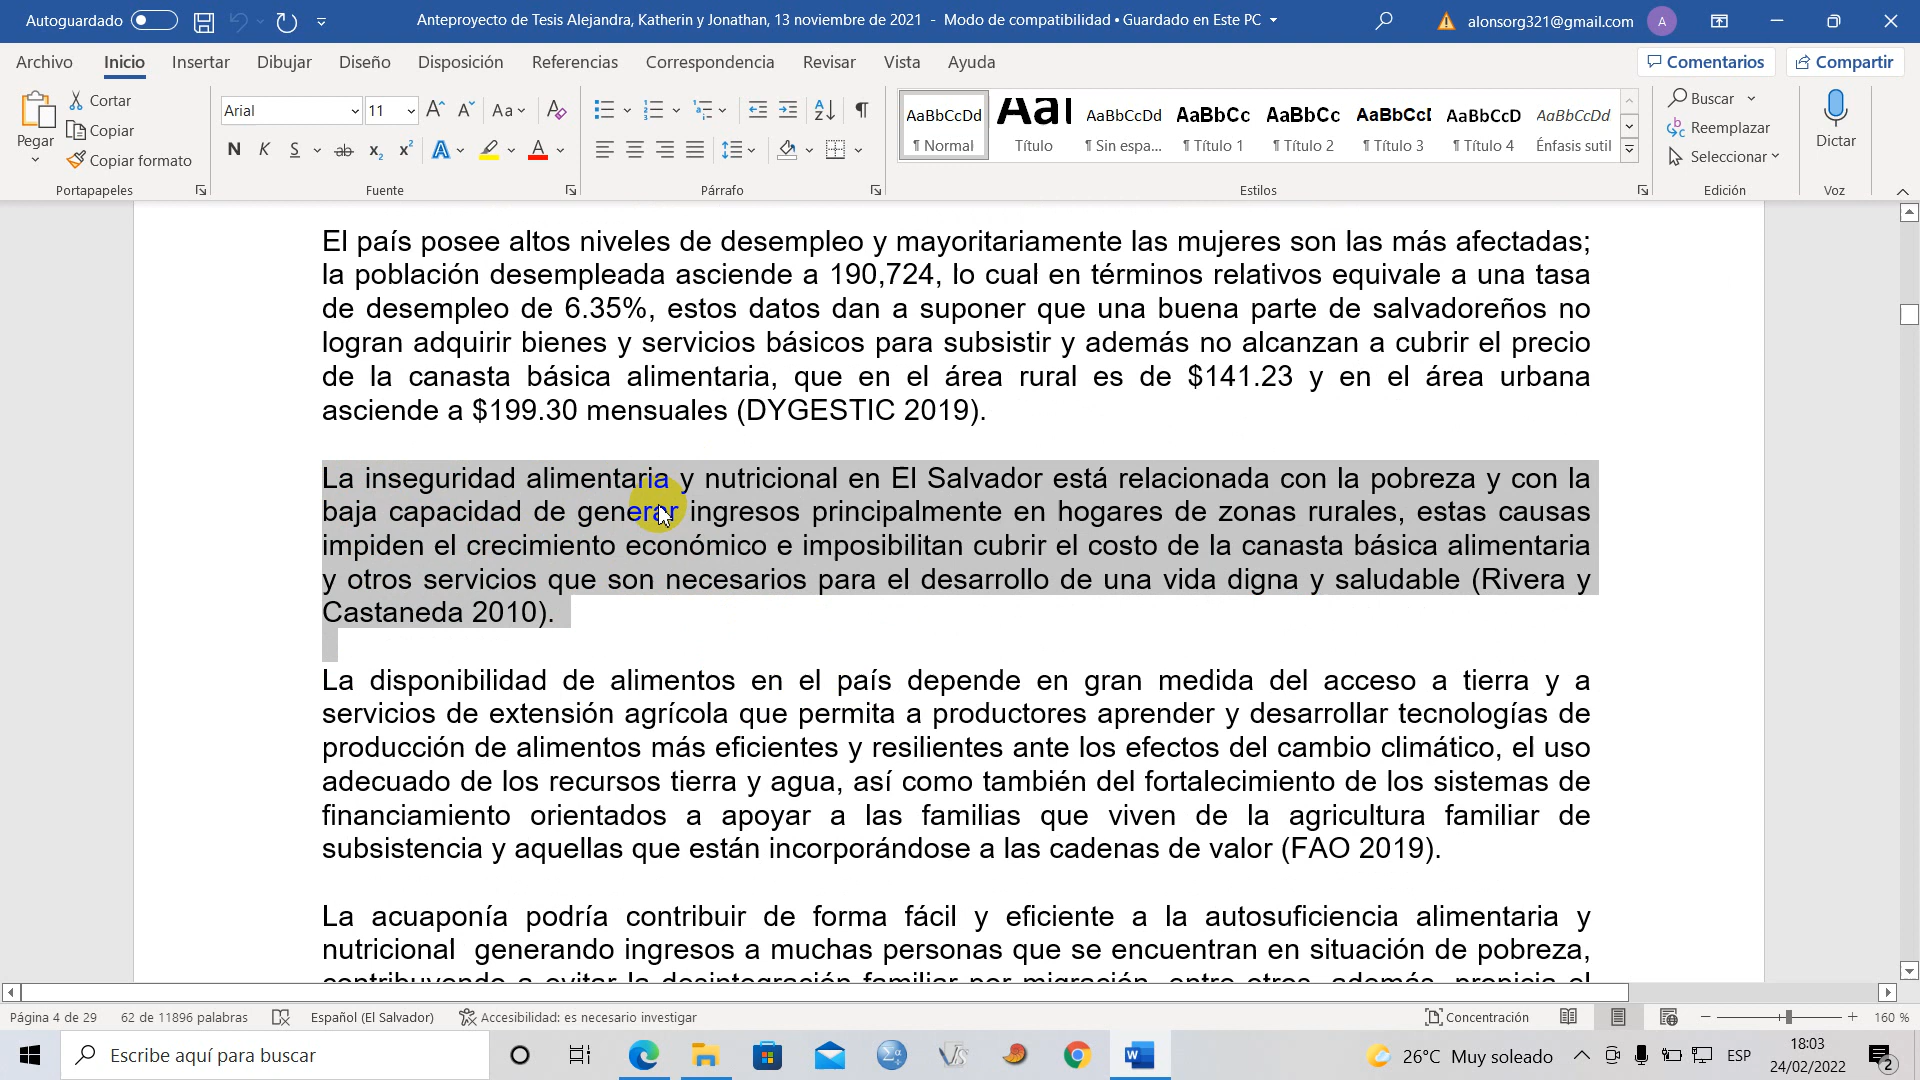 Autoguardado
Anteproyecto de Tesis Alejandra, Katherin y Jonathan, 13 noviembre de 2021 - Modo de compatibilidad • Guardado en Este PC
alonsorg321@gmail.com A
Archivo Inicio Insertar Dibujar Diseño Disposición Referencias Correspondencia Revisar Vista Ayuda
Comentarios Compartir
Pegar
Cortar
Copiar
Copiar formato
Portapapeles
Arial 11
Fuente
Párrafo
AaBbCcDd AaI AaBbCcDd AaBbCc AaBbCc AaBbCcI AaBbCcD AaBbCcDd
¶ Normal Título ¶ Sin espa... ¶ Título 1 ¶ Título 2 ¶ Título 3 ¶ Título 4 Énfasis sutil
Estilos
Buscar
Reemplazar
Seleccionar
Edición
Dictar
Voz
El país posee altos niveles de desempleo y mayoritariamente las mujeres son las más afectadas;
la población desempleada asciende a 190,724, lo cual en términos relativos equivale a una tasa
de desempleo de 6.35%, estos datos dan a suponer que una buena parte de salvadoreños no
logran adquirir bienes y servicios básicos para subsistir y además no alcanzan a cubrir el precio
de la canasta básica alimentaria, que en el área rural es de $141.23 y en el área urbana
asciende a $199.30 mensuales (DYGESTIC 2019).
La inseguridad alimentaria y nutricional en El Salvador está relacionada con la pobreza y con la
baja capacidad de generar ingresos principalmente en hogares de zonas rurales, estas causas
impiden el crecimiento económico e imposibilitan cubrir el costo de la canasta básica alimentaria
y otros servicios que son necesarios para el desarrollo de una vida digna y saludable (Rivera y
Castaneda 2010).
La disponibilidad de alimentos en el país depende en gran medida del acceso a tierra y a
servicios de extensión agrícola que permita a productores aprender y desarrollar tecnologías de
producción de alimentos más eficientes y resilientes ante los efectos del cambio climático, el uso
adecuado de los recursos tierra y agua, así como también del fortalecimiento de los sistemas de
financiamiento orientados a apoyar a las familias que viven de la agricultura familiar de
subsistencia y aquellas que están incorporándose a las cadenas de valor (FAO 2019).
La acuaponía podría contribuir de forma fácil y eficiente a la autosuficiencia alimentaria y
nutricional generando ingresos a muchas personas que se encuentran en situación de pobreza,
contribuyendo a evitar la desintegración familiar por migración, entre otros, además, propicia el
Página 4 de 29 62 de 11896 palabras Español (El Salvador) Accesibilidad: es necesario investigar
Concentración 160 %
Escribe aquí para buscar
26°C Muy soleado ESP
18:03
24/02/2022
2